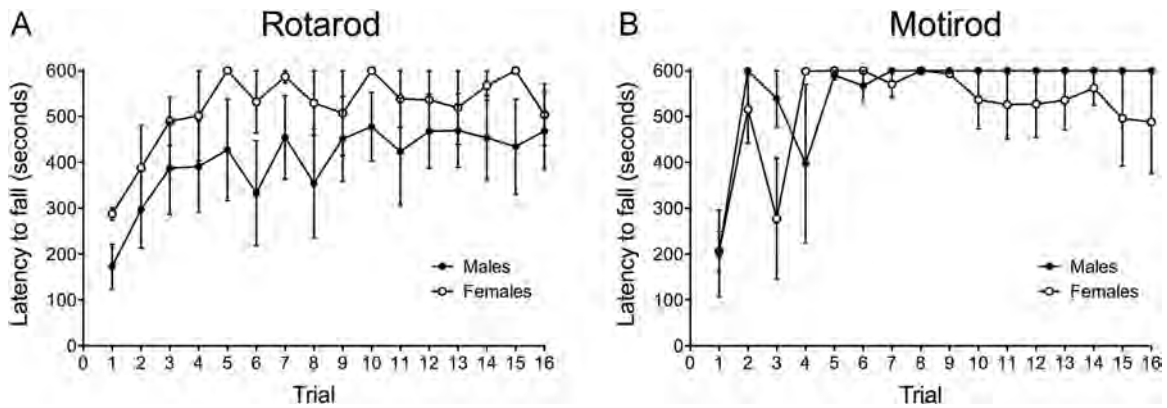 A
Rotarod
Latency to fall (seconds)
600
500
400
300
200
100
0
Males
Females
0 1 2 3 4 5 6 7 8 9 10 11 12 13 14 15 16
Trial
B
Motirod
Latency to fall (seconds)
600
500
400
300
200
100
0
Males
Females
0 1 2 3 4 5 6 7 8 9 10 11 12 13 14 15 16
Trial